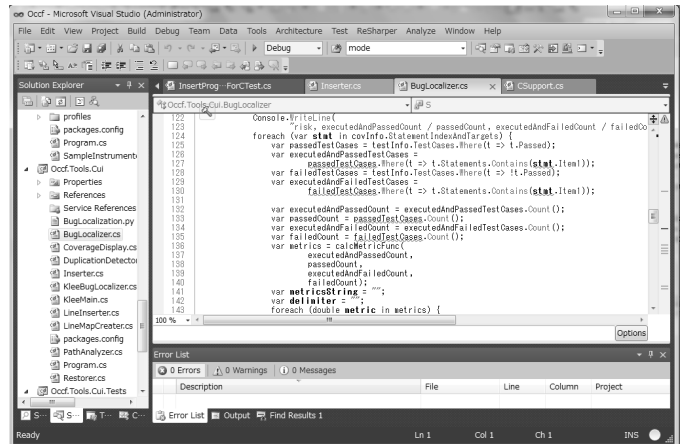 Occf - Microsoft Visual Studio (Administrator)
File Edit View Project Build Debug Team Data Tools Architecture Test ReSharper Analyze Window Help
Debug mode
Solution Explorer
InsertProg···ForCTest.cs Inserter.cs BugLocalizer.cs CSupport.cs
Occf.Tools.Cui.BugLocalizer S
profiles
packages.config
Program.cs
SampleInstrument
Occf.Tools.Cui
Properties
References
Service References
BugLocalization.py
BugLocalizer.cs
CoverageDisplay.cs
DuplicationDetector
Inserter.cs
KleeBugLocalizer.cs
KleeMain.cs
LineInserter.cs
LineMapCreater.cs
packages.config
PathAnalyzer.cs
Program.cs
Restorer.cs
Occf.Tools.Cui.Tests
122 Console.WriteLine(
123 "risk, executedAndPassedCount / passedCount, executedAndFailedCount / failedCo
124 foreach (var stmt in covInfo.StatementIndexAndTargets) {
125 var passedTestCases = testInfo.TestCases.Where(t => t.Passed);
126 var executedAndPassedTestCases =
127 passedTestCases.Where(t => t.Statements.Contains(stmt.Item1));
128 var failedTestCases = testInfo.TestCases.Where(t => !t.Passed);
129 var executedAndFailedTestCases =
130 failedTestCases.Where(t => t.Statements.Contains(stmt.Item1));
131
132 var executedAndPassedCount = executedAndPassedTestCases.Count();
133 var passedCount = passedTestCases.Count();
134 var executedAndFailedCount = executedAndFailedTestCases.Count();
135 var failedCount = failedTestCases.Count();
136 var metrics = calcMetricFunc(
137 executedAndPassedCount,
138 passedCount,
139 executedAndFailedCount,
140 failedCount);
141 var metricsString = "";
142 var delimiter = "";
143 foreach (double metric in metrics) {
100 %
Options
Error List
0 Errors 0 Warnings 0 Messages
Description File Line Column Project
S··· S··· T··· C··· Error List Output Find Results 1
Ready Ln 1 Col 1 Ch 1 INS